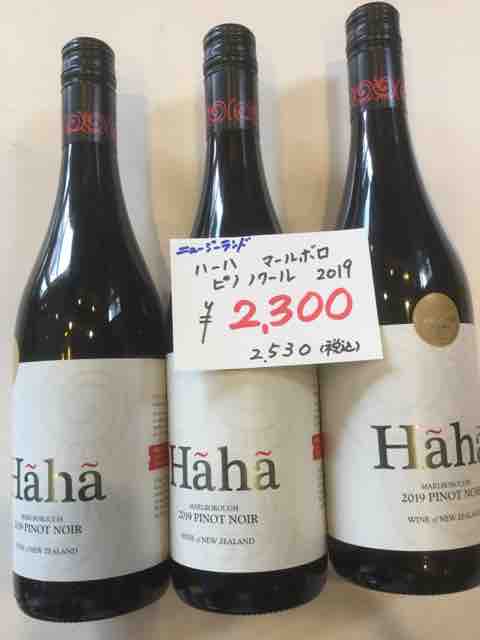 ニュージーランド
ハーハ マールボロ
ピノノワール 2019
¥2,300
2,530(税込)
Hãhã
MARLBOROUGH
2019 PINOT NOIR
WINE of NEW ZEALAND
Hãhã
MARLBOROUGH
2019 PINOT NOIR
WINE of NEW ZEALAND
Hãhã
MARLBOROUGH
2019 PINOT NOIR
WINE of NEW ZEALAND